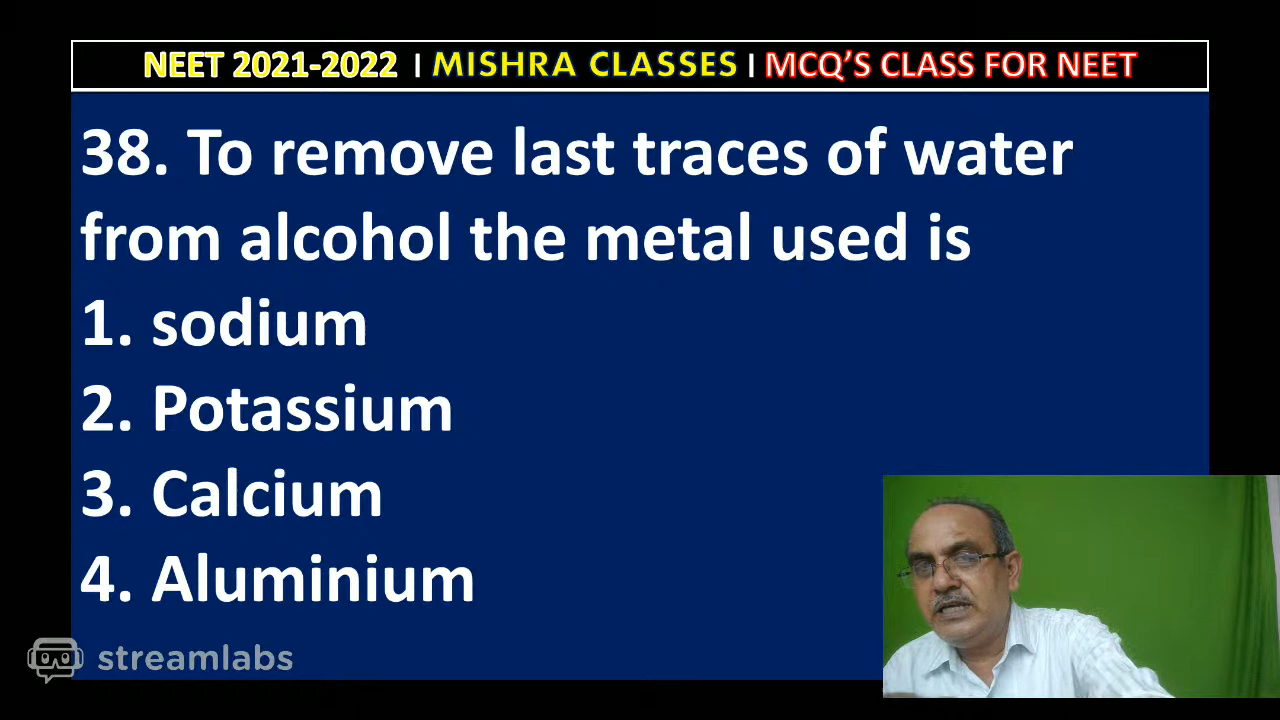 NEET 2021-2022 | MISHRA CLASSES | MCQ'S CLASS FOR NEET
38. To remove last traces of water
from alcohol the metal used is
1. sodium
2. Potassium
3. Calcium
4. Aluminium
streamlabs